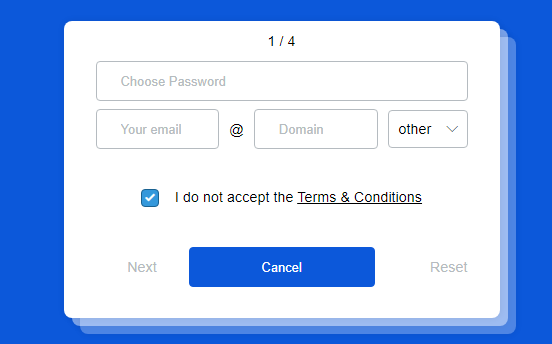 1 / 4
Choose Password
Your email @ Domain other
I do not accept the Terms & Conditions
Next Cancel Reset